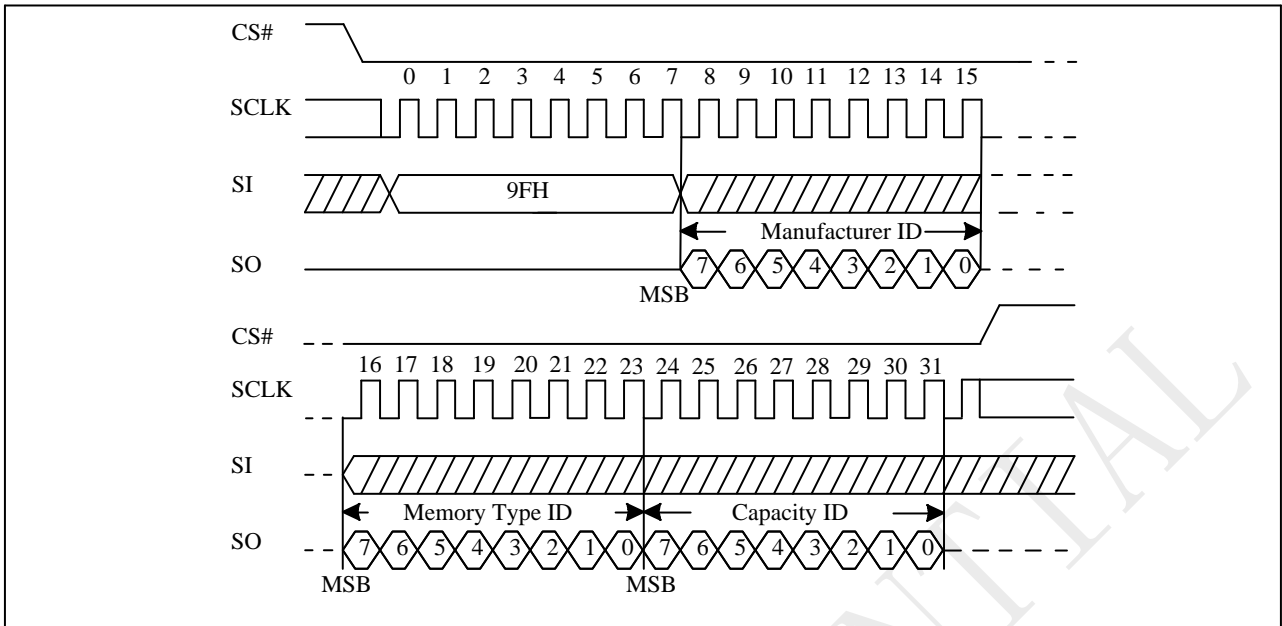 CS#
0 1 2 3 4 5 6 7 8 9 10 11 12 13 14 15
SCLK
SI
9FH
Manufacturer ID
SO
7 6 5 4 3 2 1 0
MSB
CS#
16 17 18 19 20 21 22 23 24 25 26 27 28 29 30 31
SCLK
SI
Memory Type ID Capacity ID
SO
7 6 5 4 3 2 1 0 7 6 5 4 3 2 1 0
MSB MSB
NTIAL